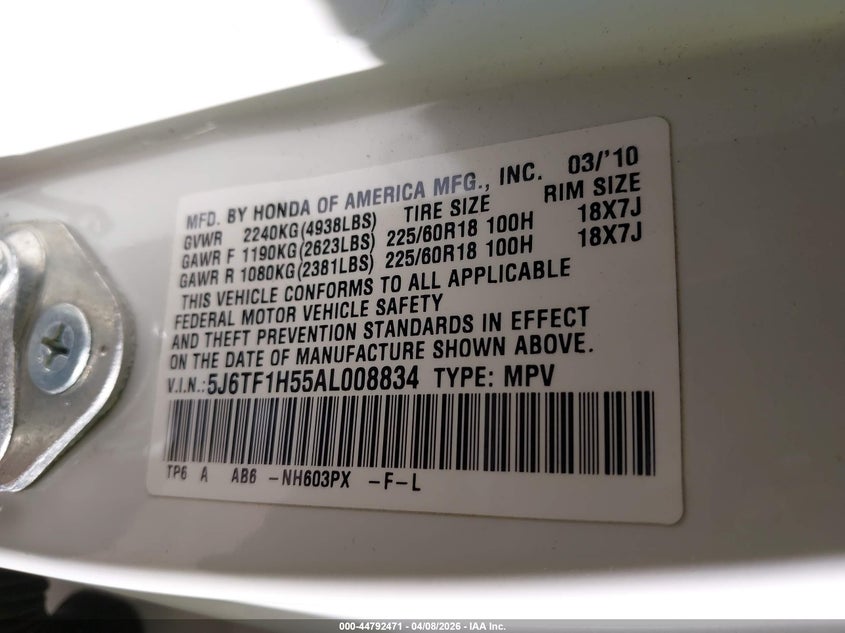 MFD. BY HONDA OF AMERICA MFG., INC. 03/'10
GVWR 2240KG(4938LBS) TIRE SIZE RIM SIZE
GAWR F 1190KG(2623LBS) 225/60R18 100H 18X7J
GAWR R 1080KG(2381LBS) 225/60R18 100H 18X7J
THIS VEHICLE CONFORMS TO ALL APPLICABLE
FEDERAL MOTOR VEHICLE SAFETY
AND THEFT PREVENTION STANDARDS IN EFFECT
ON THE DATE OF MANUFACTURE SHOWN ABOVE.
V.I.N.:5J6TF1H55AL008834 TYPE: MPV
TP6 A AB6 -NH603PX -F-L
000-44792471 - 04/08/2026 - IAA Inc.